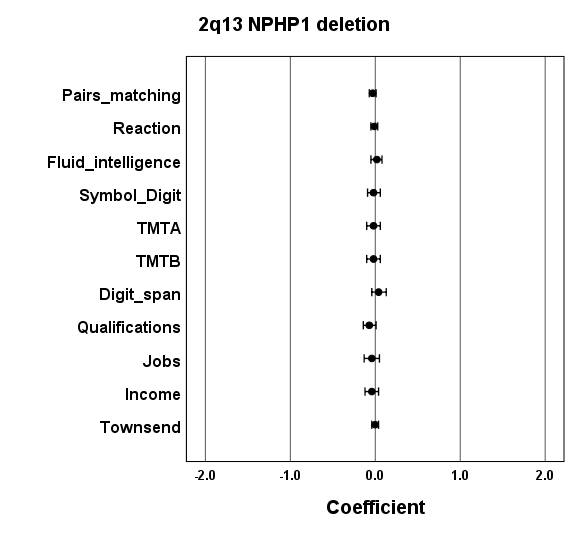 2q13 NPHP1 deletion
Pairs_matching
Reaction
Fluid_intelligence
Symbol_Digit
TMTA
TMTB
Digit_span
Qualifications
Jobs
Income
Townsend
-2.0 -1.0 0.0 1.0 2.0
Coefficient